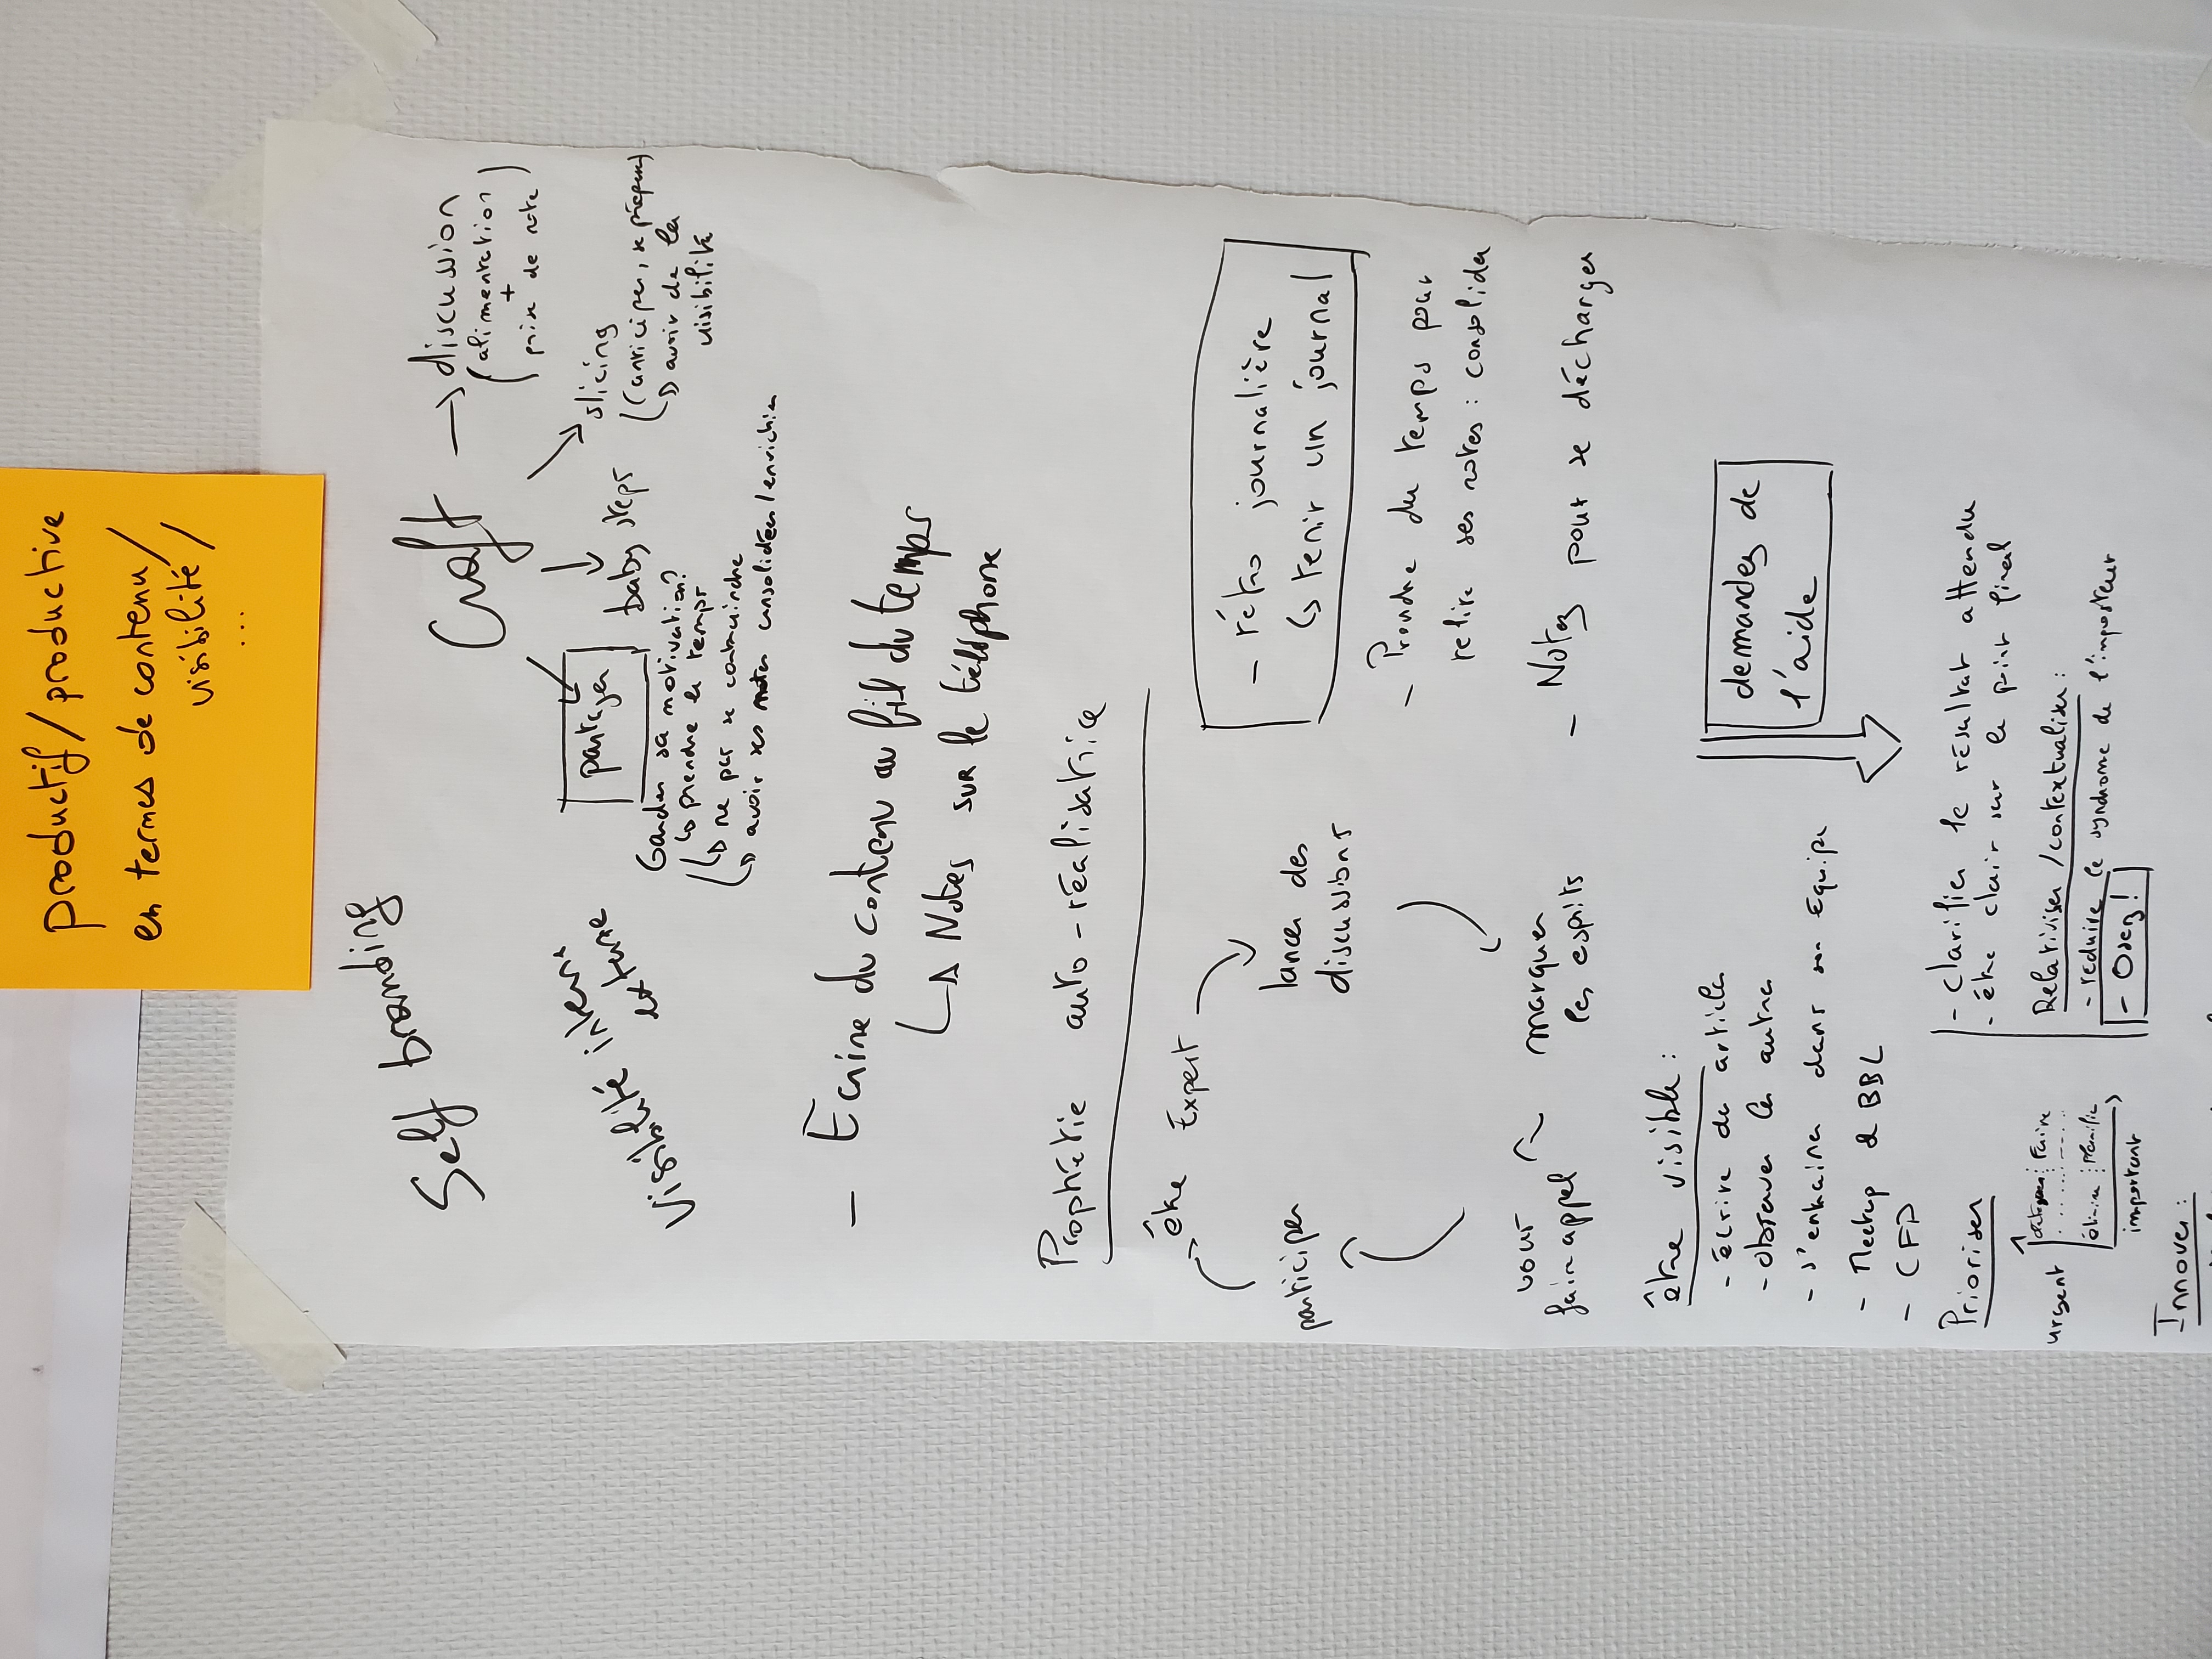 productif/productive
en termes de contenu/
visibilité/
...
Self branding
Craft
→ discussion
(alimentation
+
prise de note)
visibilité interne
externe
partager
baby steps
slicing
(anticiper, se préparer)
↳ avoir de la
visibilité
Garder sa motivation?
↳ prendre le temps
↳ ne pas se contraindre
↳ avoir ses notes consolidées/enrichies
- Ecrire du contenu au fil du temps
↳ Notes sur le téléphone
Prophétie auto-réalisatrice
être Expert
participer
lancer des
discussions
- rétro journalière
↳ tenir un journal
- Prendre du temps pour
relire ses notes : consolider
vous
faire appel
marquer
les esprits
- Notez pour se décharger
être visible :
- écrire des articles
- observer les autres
- s'entrainer dans son Equipe
- Meetup & BBL
- CFP
demandez de
l'aide
Prioriser
urgent
Faire
élimine
Planifie
important
- clarifier le résultat attendu
- être clair sur le point final
Relativiser /contextualiser :
- réduire le syndrome de l'imposteur
- Osez !
Innover :